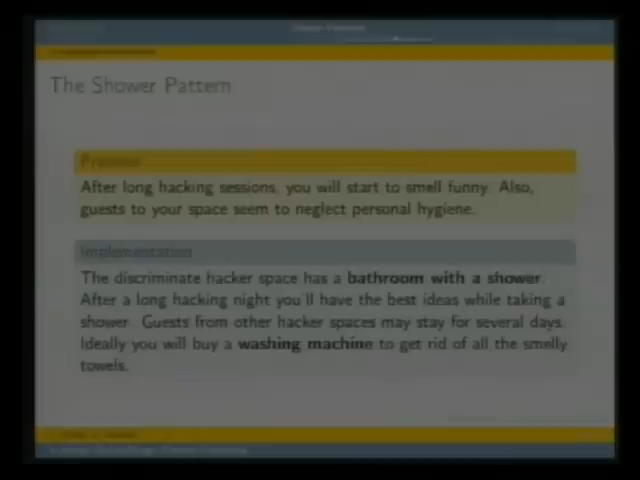 The Shower Pattern
Problem
After long hacking sessions, you will start to smell funny. Also,
guests to your space seem to neglect personal hygiene.
Implementation
The discriminate hacker space has a bathroom with a shower.
After a long hacking night you'll have the best ideas while taking a
shower. Guests from other hacker spaces may stay for several days.
Ideally you will buy a washing machine to get rid of all the smelly
towels.